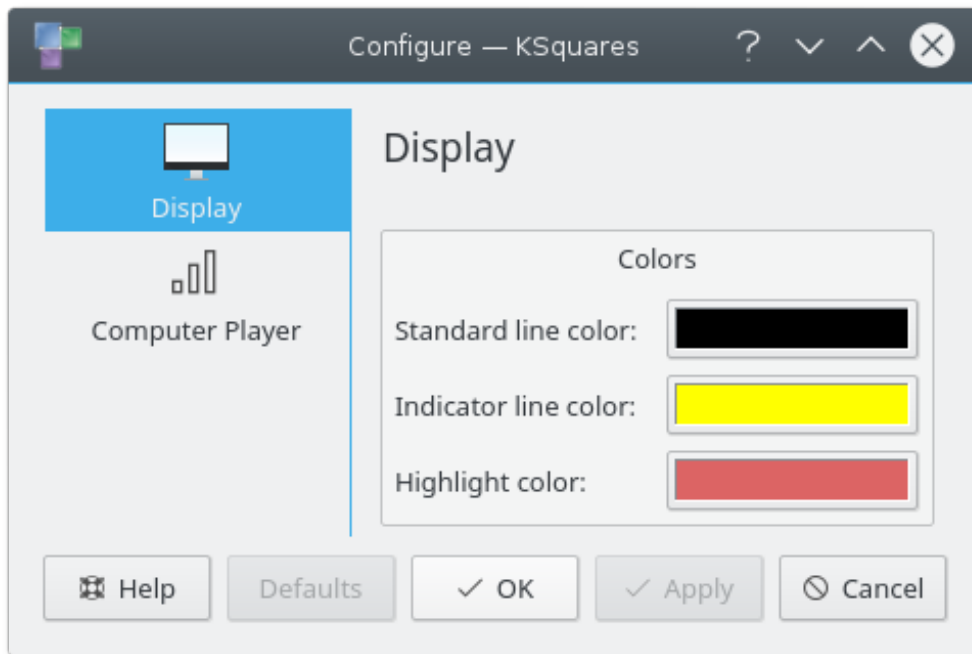 Configure — KSquares
Display
Computer Player
Display
Colors
Standard line color:
Indicator line color:
Highlight color:
Help
Defaults
OK
Apply
Cancel